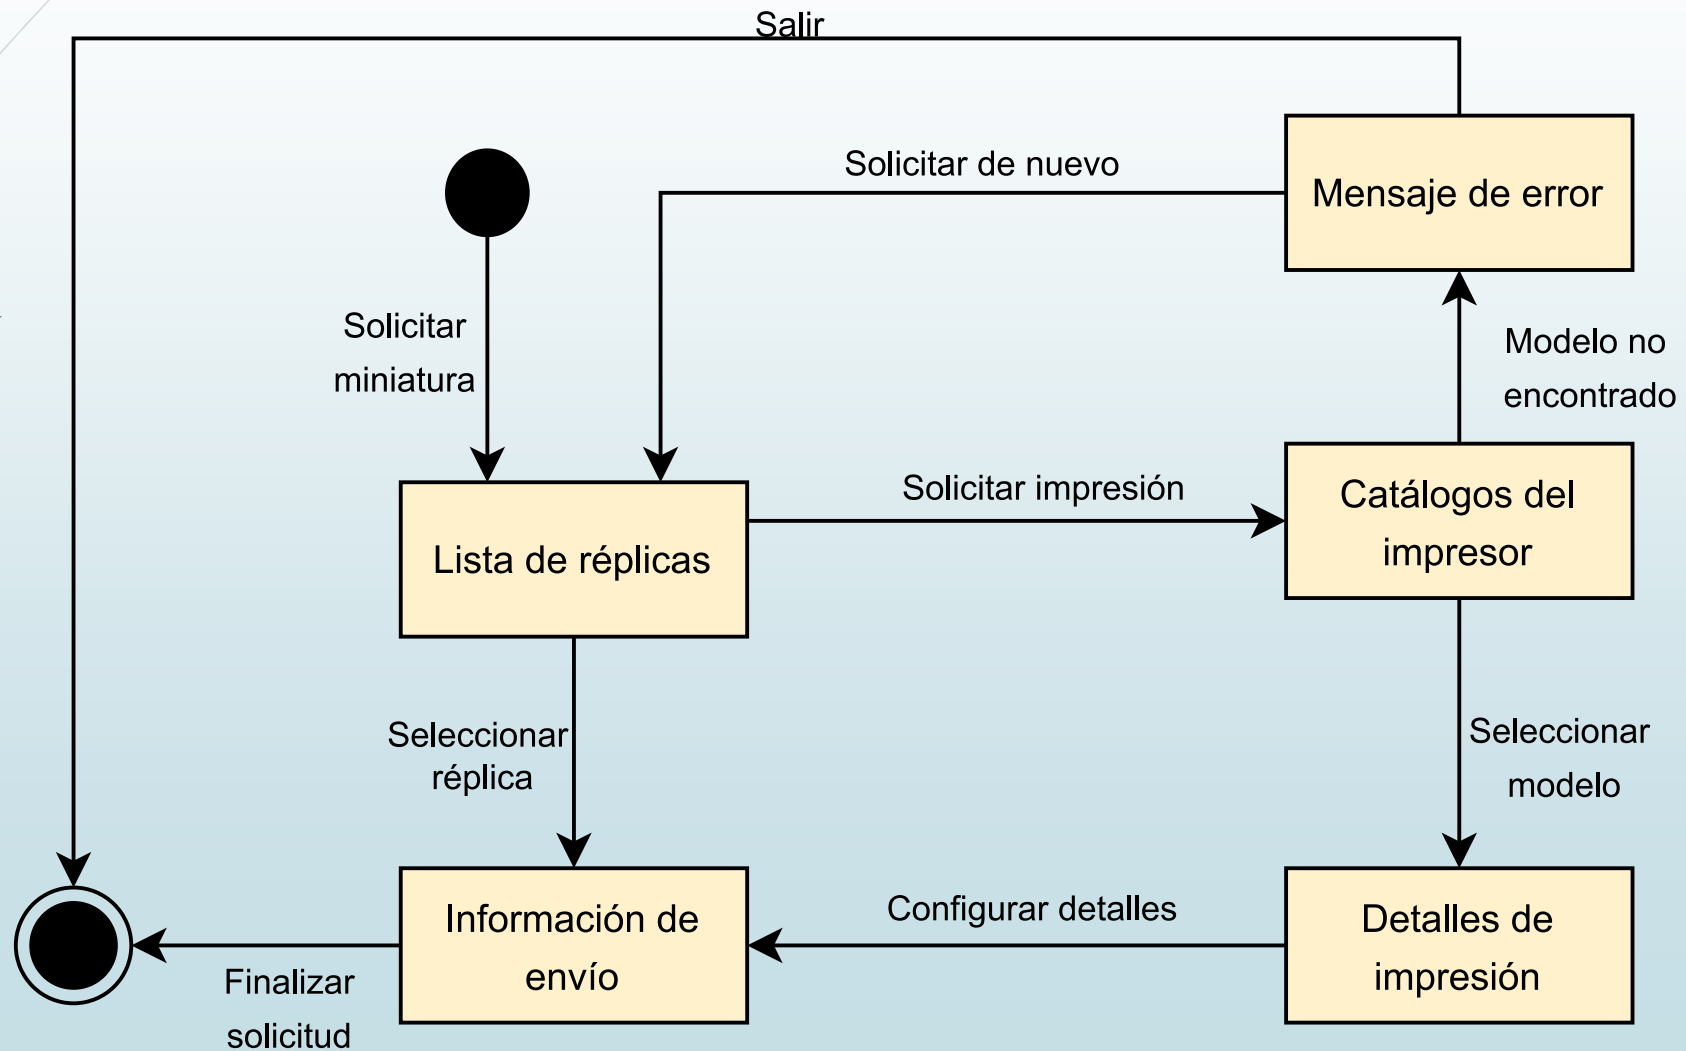 Salir
Solicitar de nuevo
Mensaje de error
Solicitar
miniatura
Modelo no
encontrado
Solicitar impresión
Catálogos del
impresor
Lista de réplicas
Seleccionar
réplica
Seleccionar
modelo
Información de
envío
Configurar detalles
Detalles de
impresión
Finalizar
solicitud